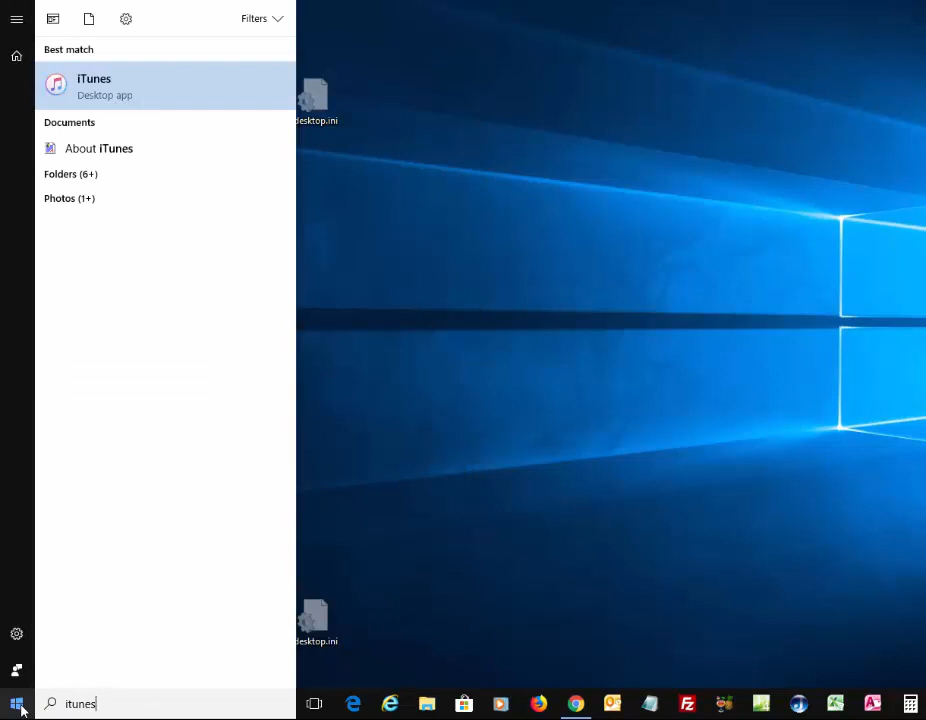 Filters
Best match
iTunes
Desktop app
Documents
About iTunes
Folders (6+)
Photos (1+)
desktop.ini
desktop.ini
itunes